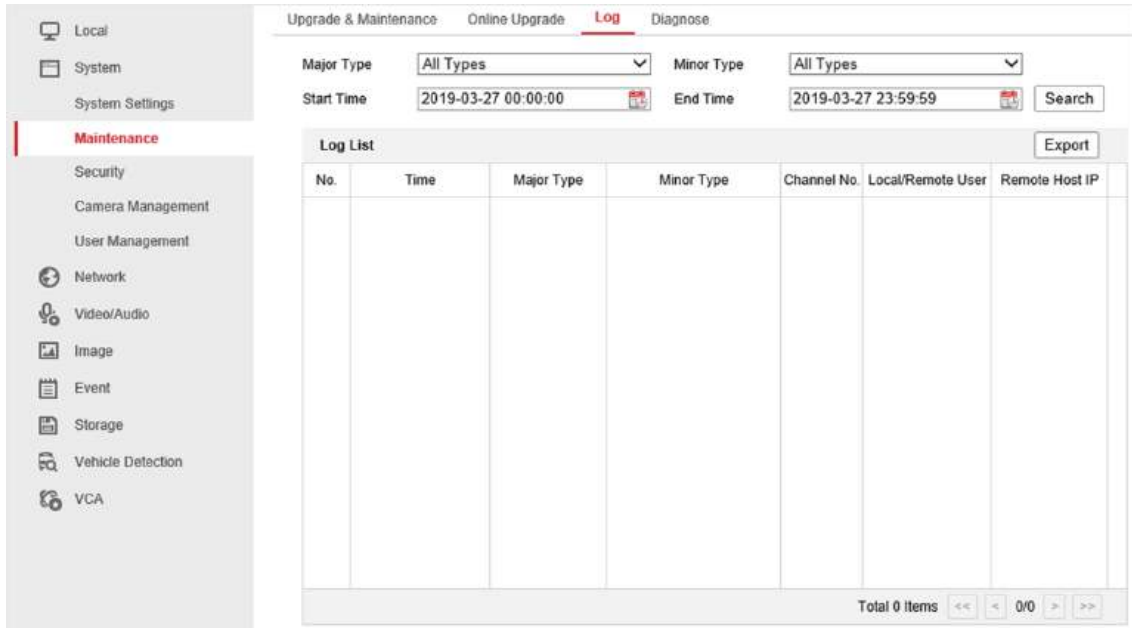 Local
System
System Settings
Maintenance
Security
Camera Management
User Management
Network
Video/Audio
Image
Event
Storage
Vehicle Detection
VCA
Upgrade & Maintenance Online Upgrade Log Diagnose
Major Type All Types Minor Type All Types
Start Time 2019-03-27 00:00:00 End Time 2019-03-27 23:59:59 Search
Log List Export
No. Time Major Type Minor Type Channel No. Local/Remote User Remote Host IP
Total 0 Items << < 0/0 > >>